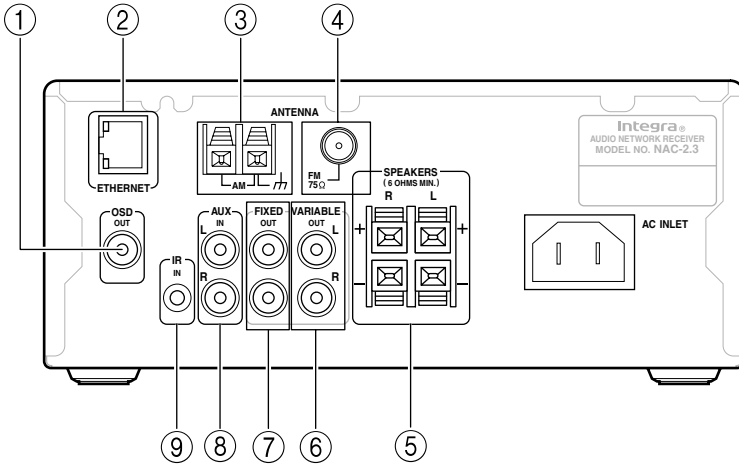 ① ② ③ ④
ANTENNA
Integra®
AUDIO NETWORK RECEIVER
MODEL NO. NAC-2.3
ETHERNET
AM
FM
75Ω
SPEAKERS
(6 OHMS MIN.)
R L
+ +
− −
OSD
OUT
IR
IN
AUX
IN
L
R
FIXED
OUT
VARIABLE
OUT
L
R
AC INLET
⑨ ⑧ ⑦ ⑥ ⑤